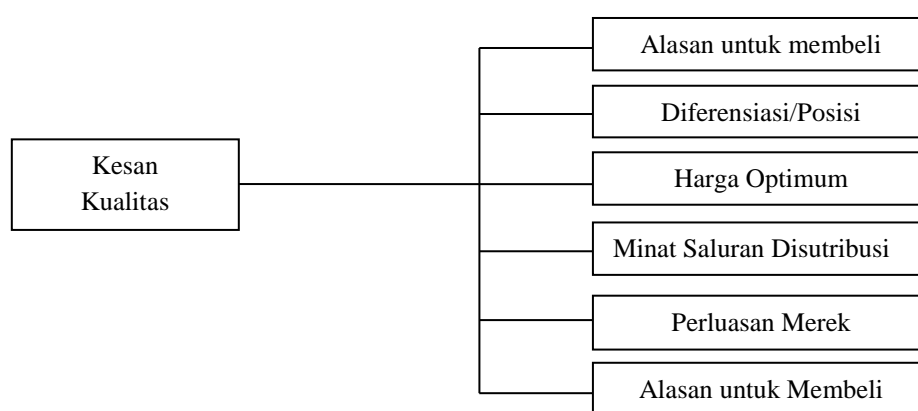 Alasan untuk membeli
Diferensiasi/Posisi
Kesan
Kualitas
Harga Optimum
Minat Saluran Disutribusi
Perluasan Merek
Alasan untuk Membeli